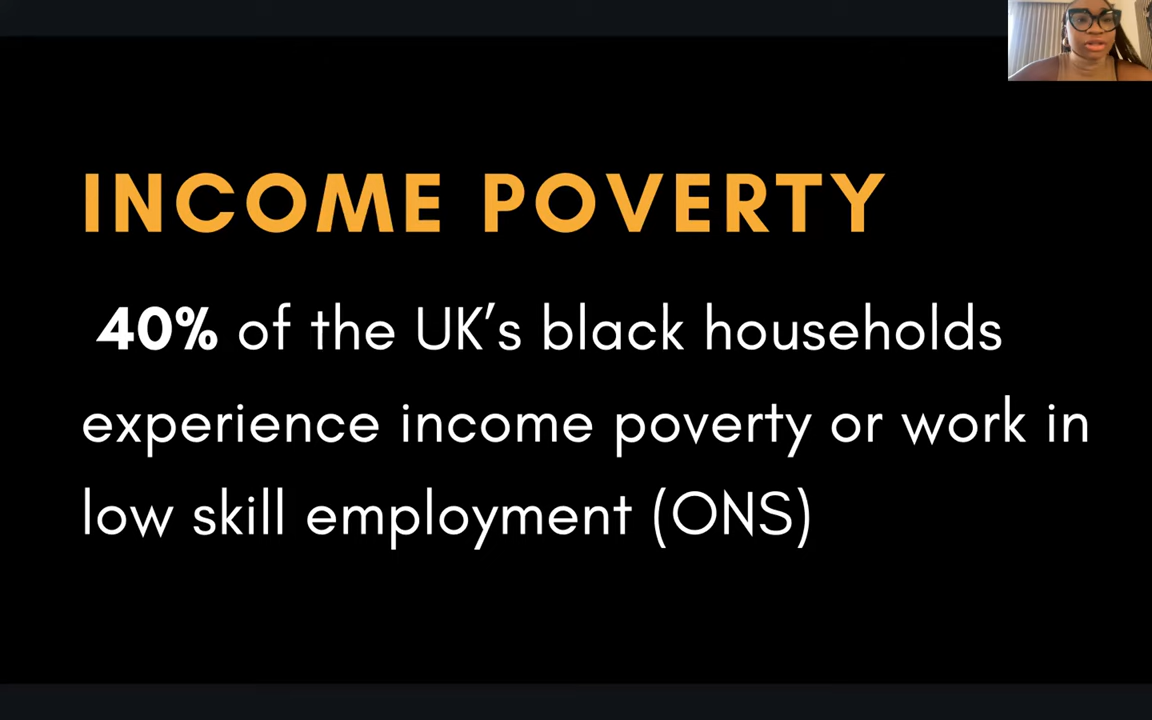 INCOME POVERTY
40% of the UK’s black households
experience income poverty or work in
low skill employment (ONS)